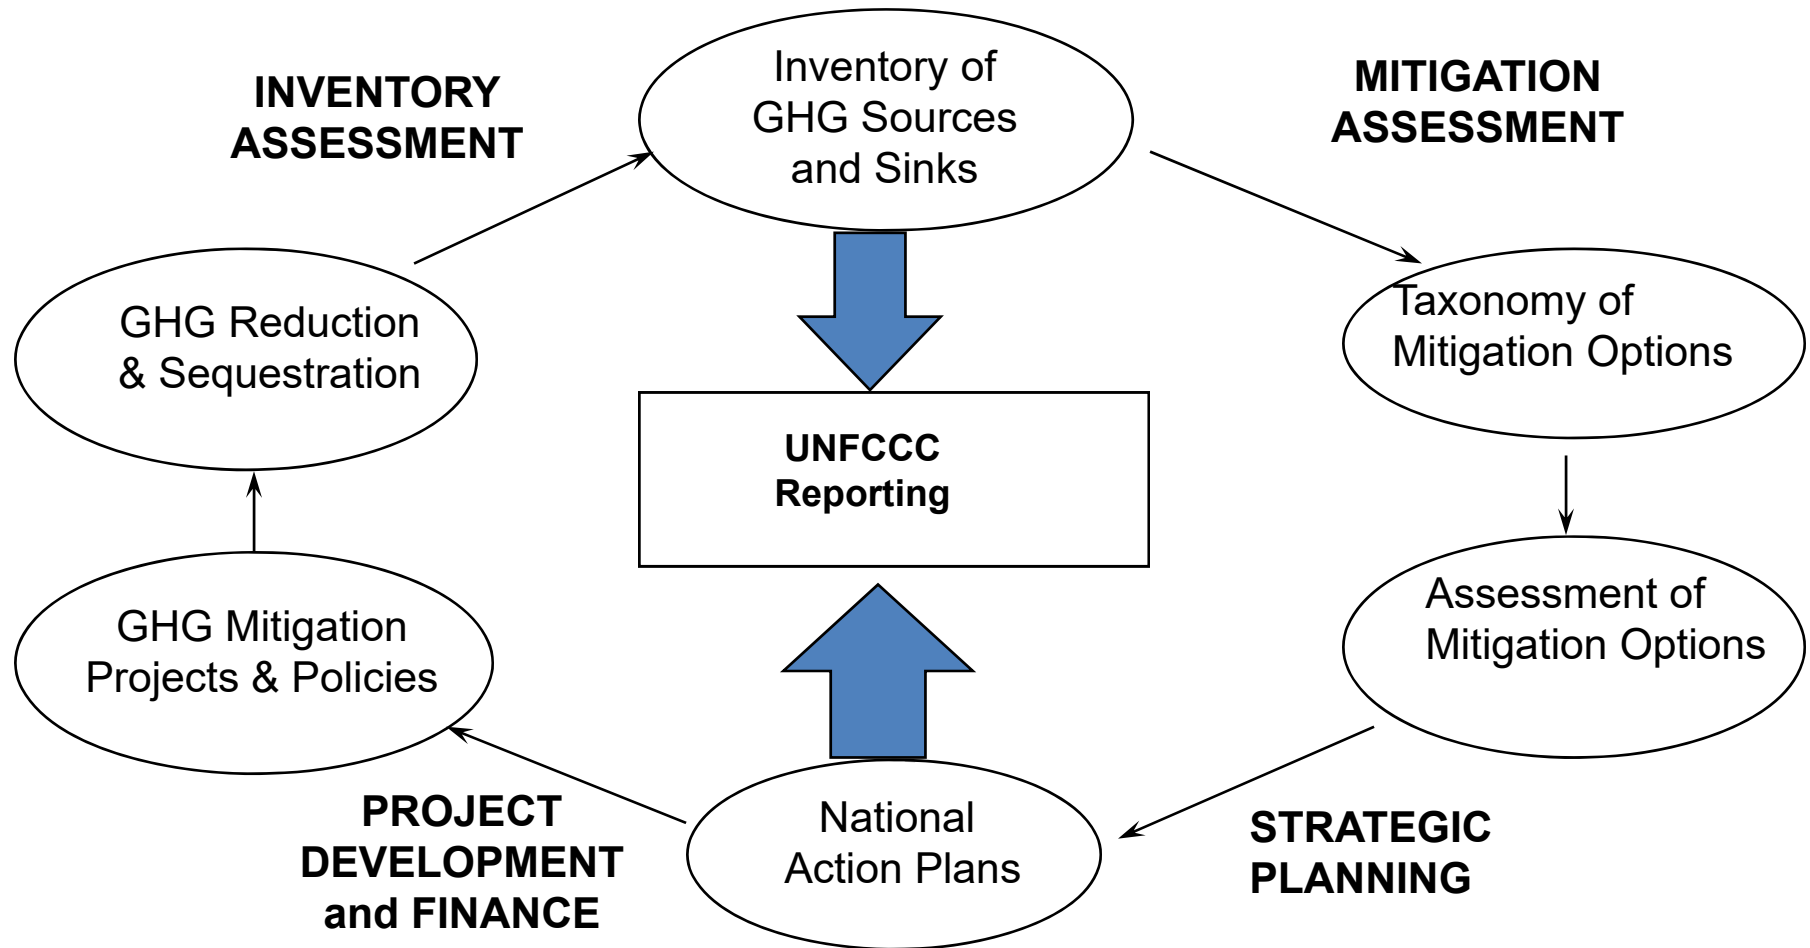 INVENTORY
ASSESSMENT
Inventory of
GHG Sources
and Sinks
MITIGATION
ASSESSMENT
GHG Reduction
& Sequestration
Taxonomy of
Mitigation Options
UNFCCC
Reporting
GHG Mitigation
Projects & Policies
Assessment of
Mitigation Options
PROJECT
DEVELOPMENT
and FINANCE
National
Action Plans
STRATEGIC
PLANNING